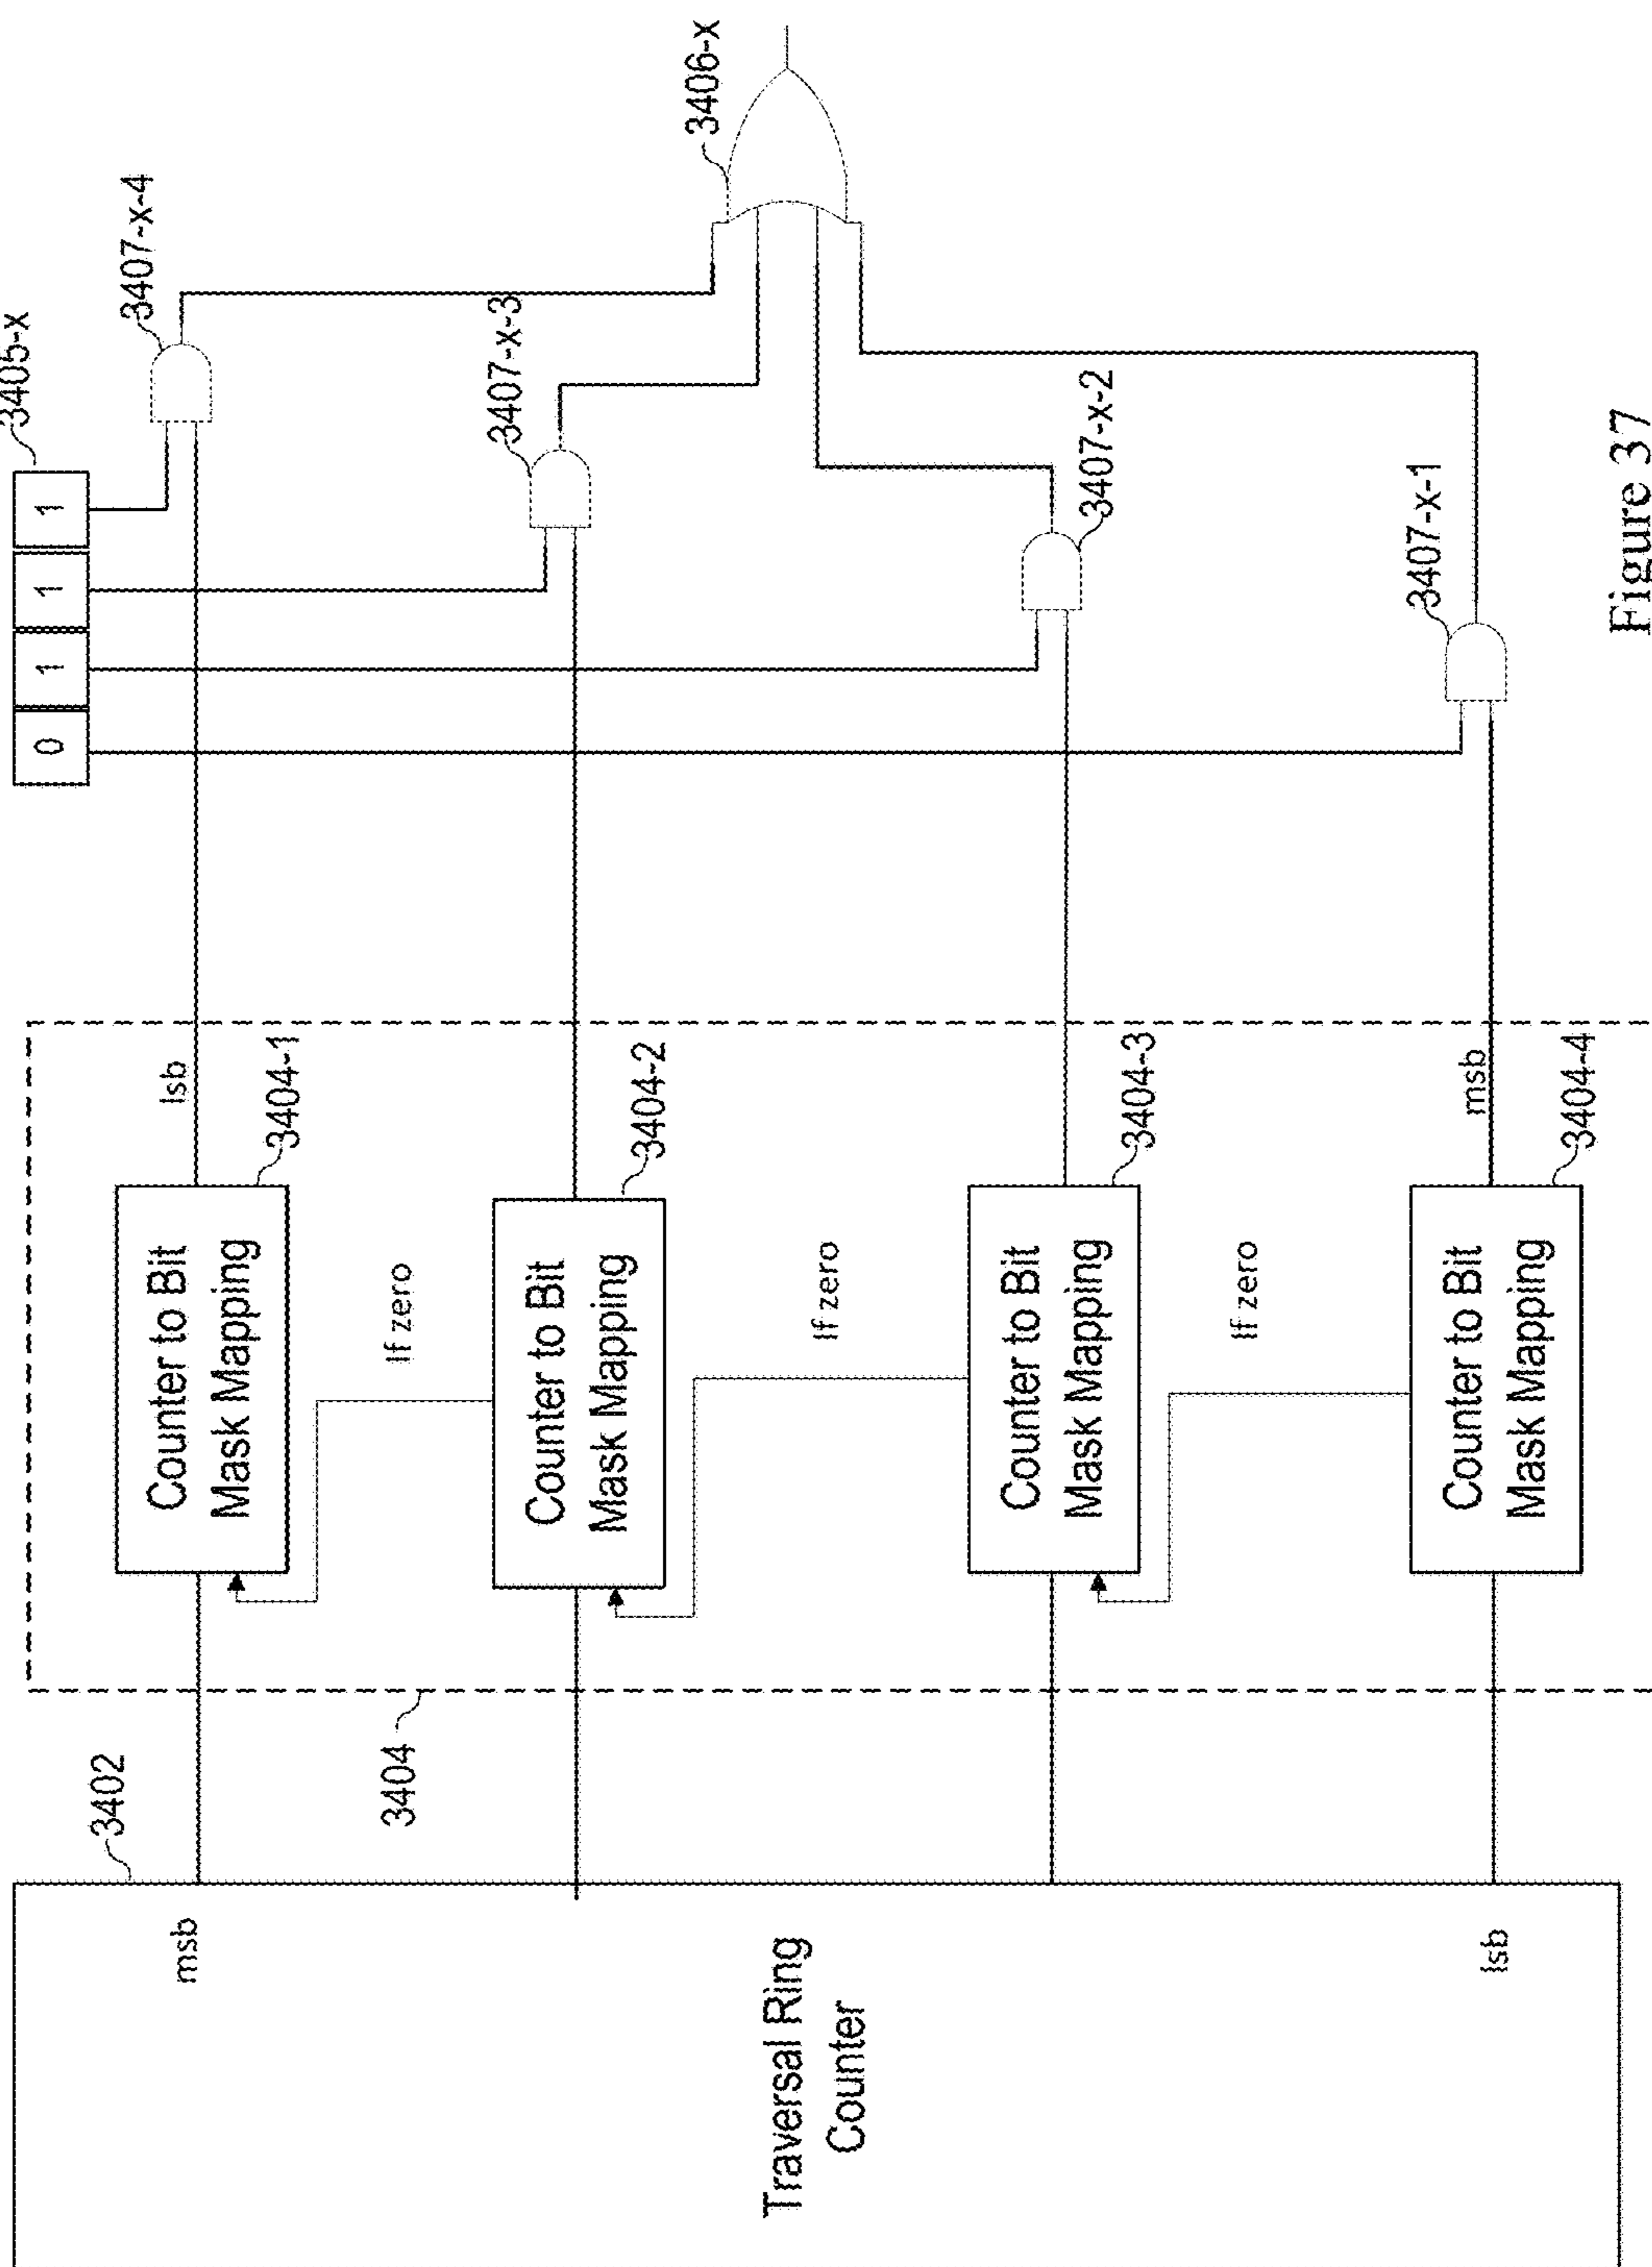 3405-x
0 1 1 1
3402
3407-x-4
msb
lsb
Counter to Bit
Mask Mapping
3404-1
3404
If zero
3407-x-3
Counter to Bit
Mask Mapping
3404-2
3406-x
Traversal Ring
Counter
If zero
3407-x-2
Counter to Bit
Mask Mapping
3404-3
If zero
3407-x-1
lsb
msb
Counter to Bit
Mask Mapping
3404-4
Figure 37